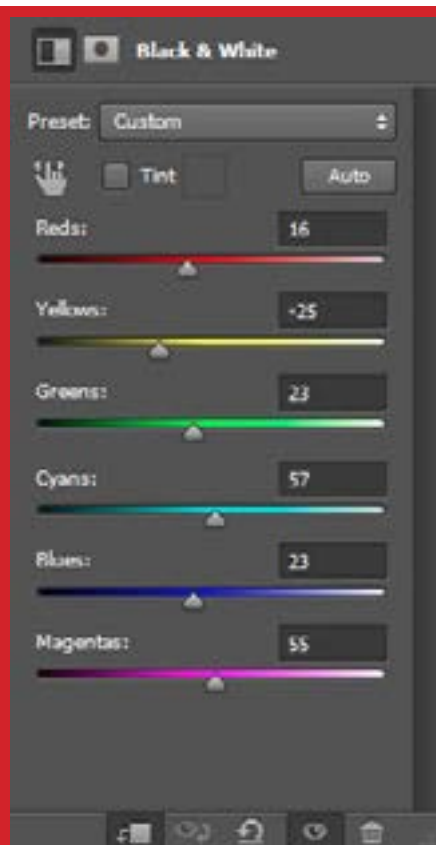 Black & White
Preset: Custom
Tint Auto
Reds: 16
Yellows: -25
Greens: 23
Cyans: 57
Blues: 23
Magentas: 55